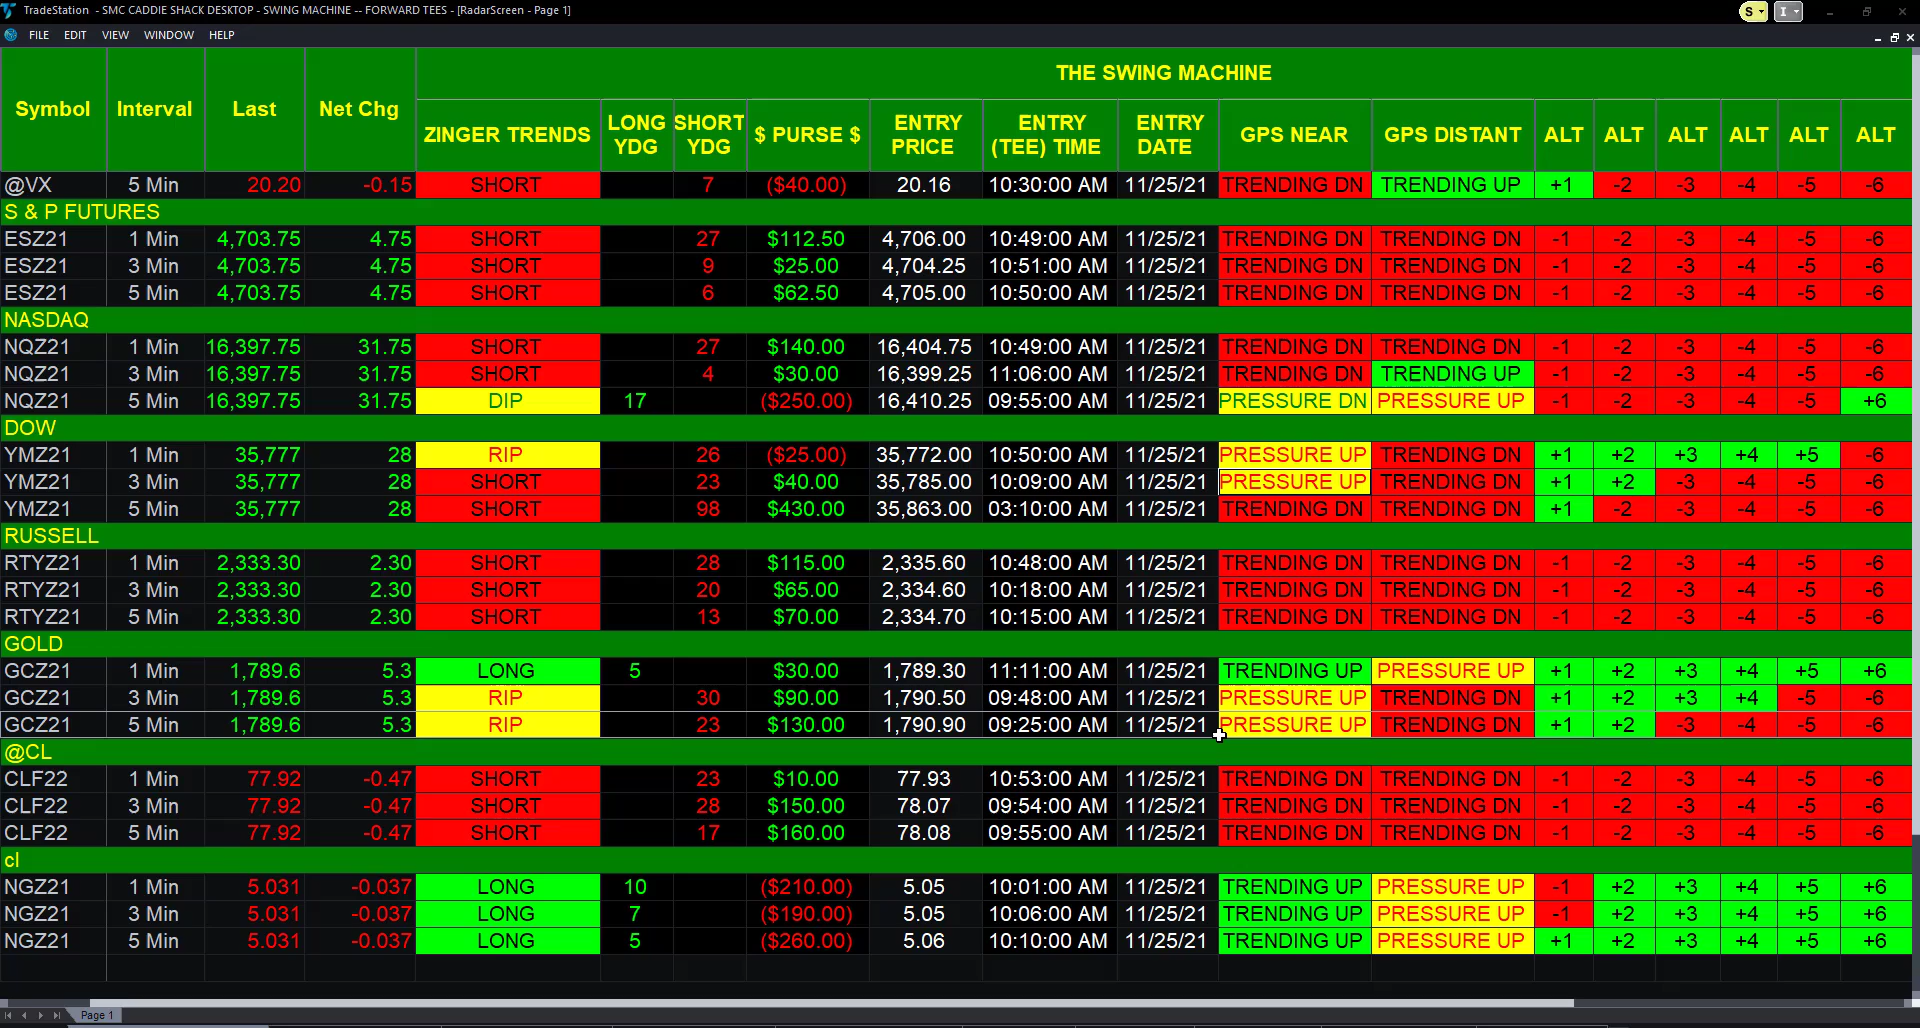 TradeStation - SMC CADDIE SHACK DESKTOP - SWING MACHINE -- FORWARD TEES - [RadarScreen - Page 1]
S I
FILE EDIT VIEW WINDOW HELP
THE SWING MACHINE
Symbol Interval Last Net Chg ZINGER TRENDS LONG YDG SHORT YDG $ PURSE $ ENTRY PRICE ENTRY (TEE) TIME ENTRY DATE GPS NEAR GPS DISTANT ALT ALT ALT ALT ALT ALT
@VX 5 Min 20.20 -0.15 SHORT 7 ($40.00) 20.16 10:30:00 AM 11/25/21 TRENDING DN TRENDING UP +1 -2 -3 -4 -5 -6
S & P FUTURES
ESZ21 1 Min 4,703.75 4.75 SHORT 27 $112.50 4,706.00 10:49:00 AM 11/25/21 TRENDING DN TRENDING DN -1 -2 -3 -4 -5 -6
ESZ21 3 Min 4,703.75 4.75 SHORT 9 $25.00 4,704.25 10:51:00 AM 11/25/21 TRENDING DN TRENDING DN -1 -2 -3 -4 -5 -6
ESZ21 5 Min 4,703.75 4.75 SHORT 6 $62.50 4,705.00 10:50:00 AM 11/25/21 TRENDING DN TRENDING DN -1 -2 -3 -4 -5 -6
NASDAQ
NQZ21 1 Min 16,397.75 31.75 SHORT 27 $140.00 16,404.75 10:49:00 AM 11/25/21 TRENDING DN TRENDING DN -1 -2 -3 -4 -5 -6
NQZ21 3 Min 16,397.75 31.75 SHORT 4 $30.00 16,399.25 11:06:00 AM 11/25/21 TRENDING DN TRENDING UP -1 -2 -3 -4 -5 -6
NQZ21 5 Min 16,397.75 31.75 DIP 17 ($250.00) 16,410.25 09:55:00 AM 11/25/21 PRESSURE DN PRESSURE UP -1 -2 -3 -4 -5 +6
DOW
YMZ21 1 Min 35,777 28 RIP 26 ($25.00) 35,772.00 10:50:00 AM 11/25/21 PRESSURE UP TRENDING DN +1 +2 +3 +4 +5 -6
YMZ21 3 Min 35,777 28 SHORT 23 $40.00 35,785.00 10:09:00 AM 11/25/21 PRESSURE UP TRENDING DN +1 +2 -3 -4 -5 -6
YMZ21 5 Min 35,777 28 SHORT 98 $430.00 35,863.00 03:10:00 AM 11/25/21 TRENDING DN TRENDING DN +1 -2 -3 -4 -5 -6
RUSSELL
RTYZ21 1 Min 2,333.30 2.30 SHORT 28 $115.00 2,335.60 10:48:00 AM 11/25/21 TRENDING DN TRENDING DN -1 -2 -3 -4 -5 -6
RTYZ21 3 Min 2,333.30 2.30 SHORT 20 $65.00 2,334.60 10:18:00 AM 11/25/21 TRENDING DN TRENDING DN -1 -2 -3 -4 -5 -6
RTYZ21 5 Min 2,333.30 2.30 SHORT 13 $70.00 2,334.70 10:15:00 AM 11/25/21 TRENDING DN TRENDING DN -1 -2 -3 -4 -5 -6
GOLD
GCZ21 1 Min 1,789.6 5.3 LONG 5 $30.00 1,789.30 11:11:00 AM 11/25/21 TRENDING UP PRESSURE UP +1 +2 +3 +4 +5 +6
GCZ21 3 Min 1,789.6 5.3 RIP 30 $90.00 1,790.50 09:48:00 AM 11/25/21 PRESSURE UP TRENDING DN +1 +2 +3 +4 -5 -6
GCZ21 5 Min 1,789.6 5.3 RIP 23 $130.00 1,790.90 09:25:00 AM 11/25/21 PRESSURE UP TRENDING DN +1 +2 -3 -4 -5 -6
@CL
CLF22 1 Min 77.92 -0.47 SHORT 23 $10.00 77.93 10:53:00 AM 11/25/21 TRENDING DN TRENDING DN -1 -2 -3 -4 -5 -6
CLF22 3 Min 77.92 -0.47 SHORT 28 $150.00 78.07 09:54:00 AM 11/25/21 TRENDING DN TRENDING DN -1 -2 -3 -4 -5 -6
CLF22 5 Min 77.92 -0.47 SHORT 17 $160.00 78.08 09:55:00 AM 11/25/21 TRENDING DN TRENDING DN -1 -2 -3 -4 -5 -6
cl
NGZ21 1 Min 5.031 -0.037 LONG 10 ($210.00) 5.05 10:01:00 AM 11/25/21 TRENDING UP PRESSURE UP -1 +2 +3 +4 +5 +6
NGZ21 3 Min 5.031 -0.037 LONG 7 ($190.00) 5.05 10:06:00 AM 11/25/21 TRENDING UP PRESSURE UP -1 +2 +3 +4 +5 +6
NGZ21 5 Min 5.031 -0.037 LONG 5 ($260.00) 5.06 10:10:00 AM 11/25/21 TRENDING UP PRESSURE UP +1 +2 +3 +4 +5 +6
Page 1